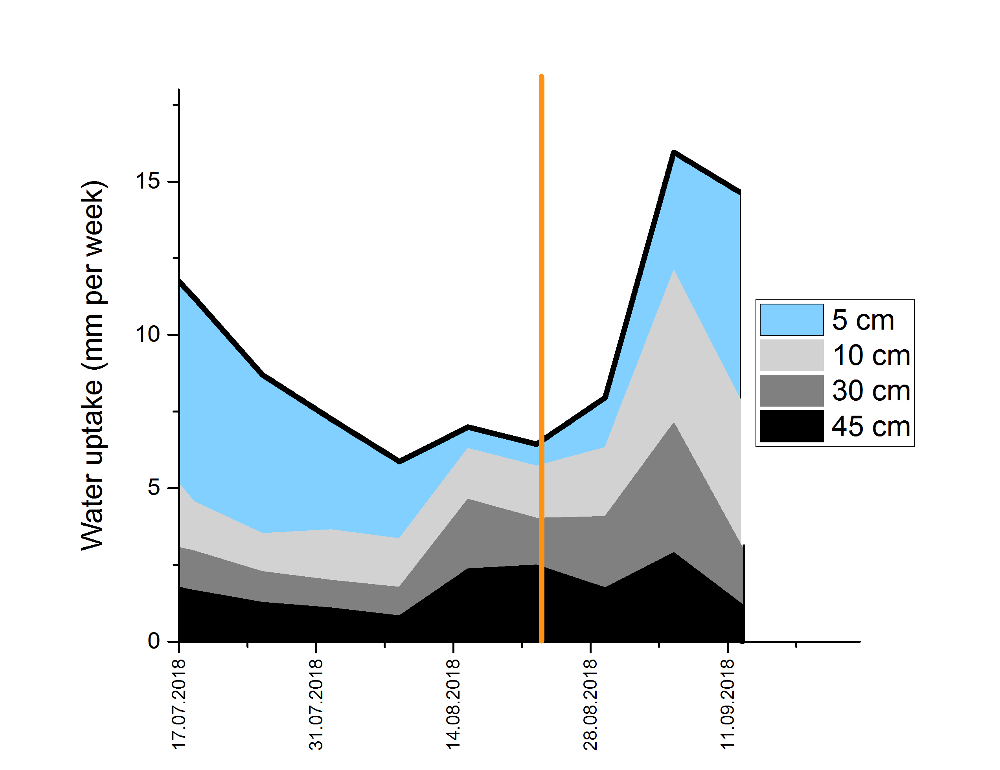 Water uptake (mm per week)
15
10
5
0
17.07.2018
31.07.2018
14.08.2018
28.08.2018
11.09.2018
5 cm
10 cm
30 cm
45 cm